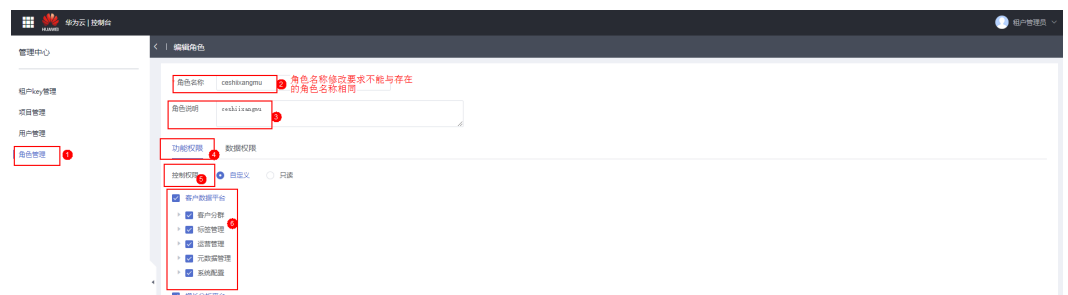 HUAWEI
华为云 | 控制台
租户管理员
管理中心
编辑角色
租户key管理
项目管理
用户管理
角色管理
1
角色名称
ceshiixangmu
2
角色名称修改要求不能与存在
的角色名称相同
角色说明
3
功能权限
4
数据权限
控制权限
5
自定义
只读
客户数据平台
客户分群
6
标签管理
运营管理
元数据管理
系统配置